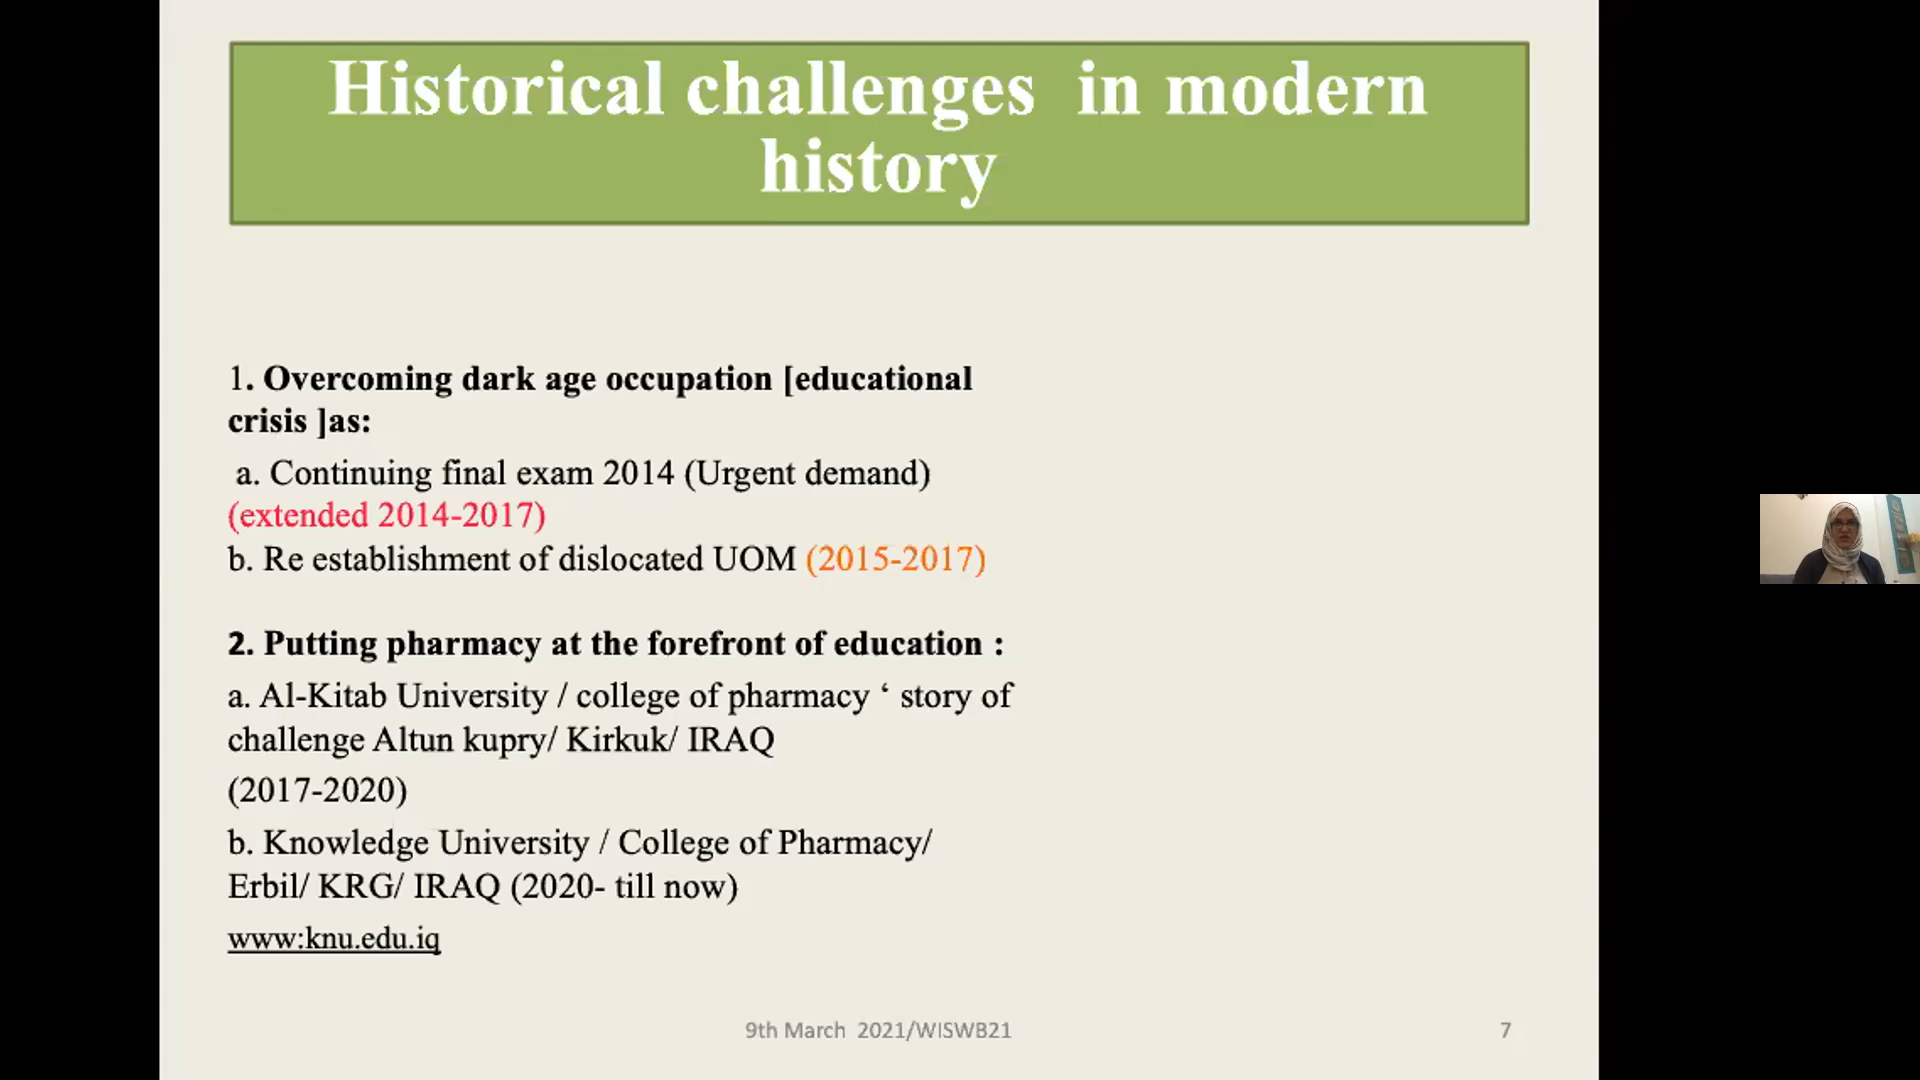 Historical challenges in modern
history
1. Overcoming dark age occupation [educational
crisis ]as:
a. Continuing final exam 2014 (Urgent demand)
(extended 2014-2017)
b. Re establishment of dislocated UOM (2015-2017)
2. Putting pharmacy at the forefront of education :
a. Al-Kitab University / college of pharmacy ‘ story of
challenge Altun kupry/ Kirkuk/ IRAQ
(2017-2020)
b. Knowledge University / College of Pharmacy/
Erbil/ KRG/ IRAQ (2020- till now)
www:knu.edu.iq
9th March 2021/WISWB21
7